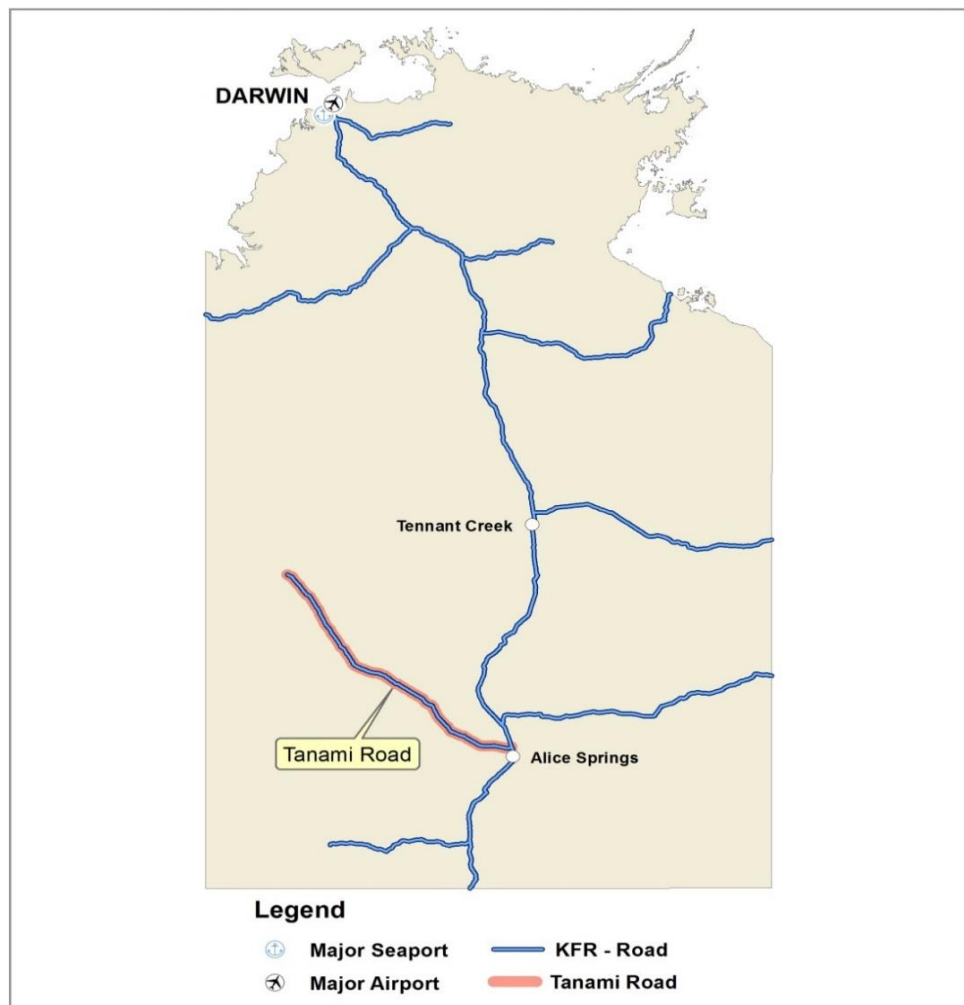 DARWIN
Tennant Creek
Tanami Road
Alice Springs
Legend
Major Seaport
KFR - Road
Major Airport
Tanami Road